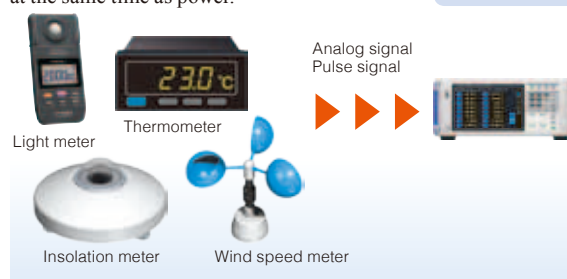 at the same time as power.
Analog signal
Pulse signal
23.0 °C
Thermometer
Light meter
Insolation meter
Wind speed meter